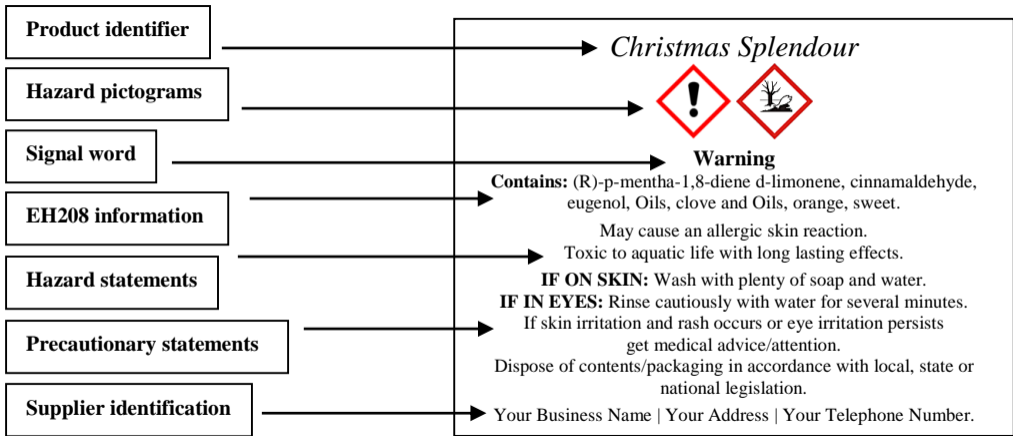 Product identifier
Hazard pictograms
Signal word
EH208 information
Hazard statements
Precautionary statements
Supplier identification
Christmas Splendour
Warning
Contains: (R)-p-mentha-1,8-diene d-limonene, cinnamaldehyde,
eugenol, Oils, clove and Oils, orange, sweet.
May cause an allergic skin reaction.
Toxic to aquatic life with long lasting effects.
IF ON SKIN: Wash with plenty of soap and water.
IF IN EYES: Rinse cautiously with water for several minutes.
If skin irritation and rash occurs or eye irritation persists
get medical advice/attention.
Dispose of contents/packaging in accordance with local, state or
national legislation.
Your Business Name | Your Address | Your Telephone Number.